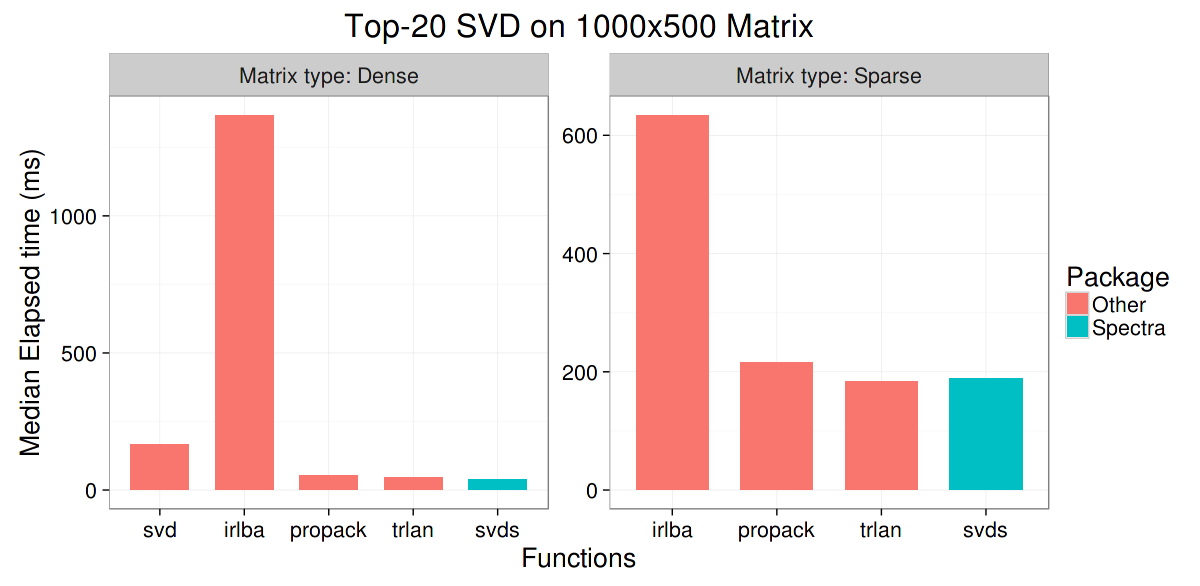 Top-20 SVD on 1000x500 Matrix
Matrix type: Dense
Matrix type: Sparse
Median Elapsed time (ms)
1000
500
0
600
400
200
0
svd irlba propack trlan svds
irlba propack trlan svds
Functions
Package
Other
Spectra